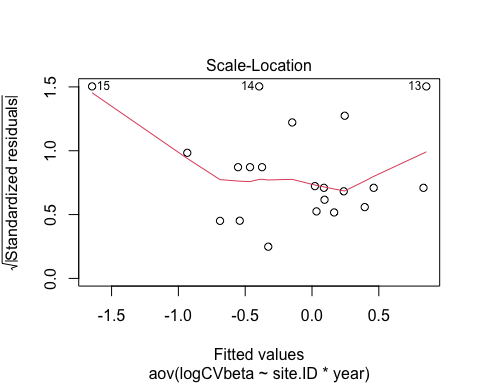 Scale-Location
√|Standardized residuals|
1.5
1.0
0.5
0.0
15
14
13
-1.5 -1.0 -0.5 0.0 0.5
Fitted values
aov(logCVbeta ~ site.ID * year)